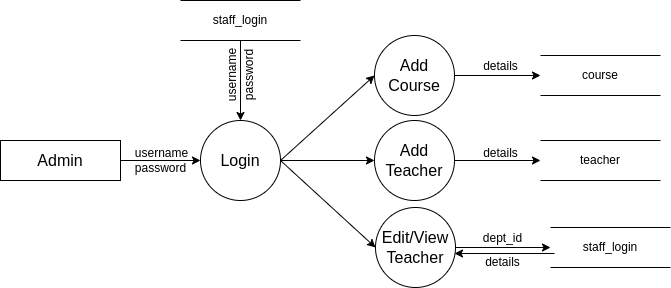 staff_login
username
password
Add
Course
details
course
Admin
username
password
Login
Add
Teacher
details
teacher
Edit/View
Teacher
dept_id
details
staff_login